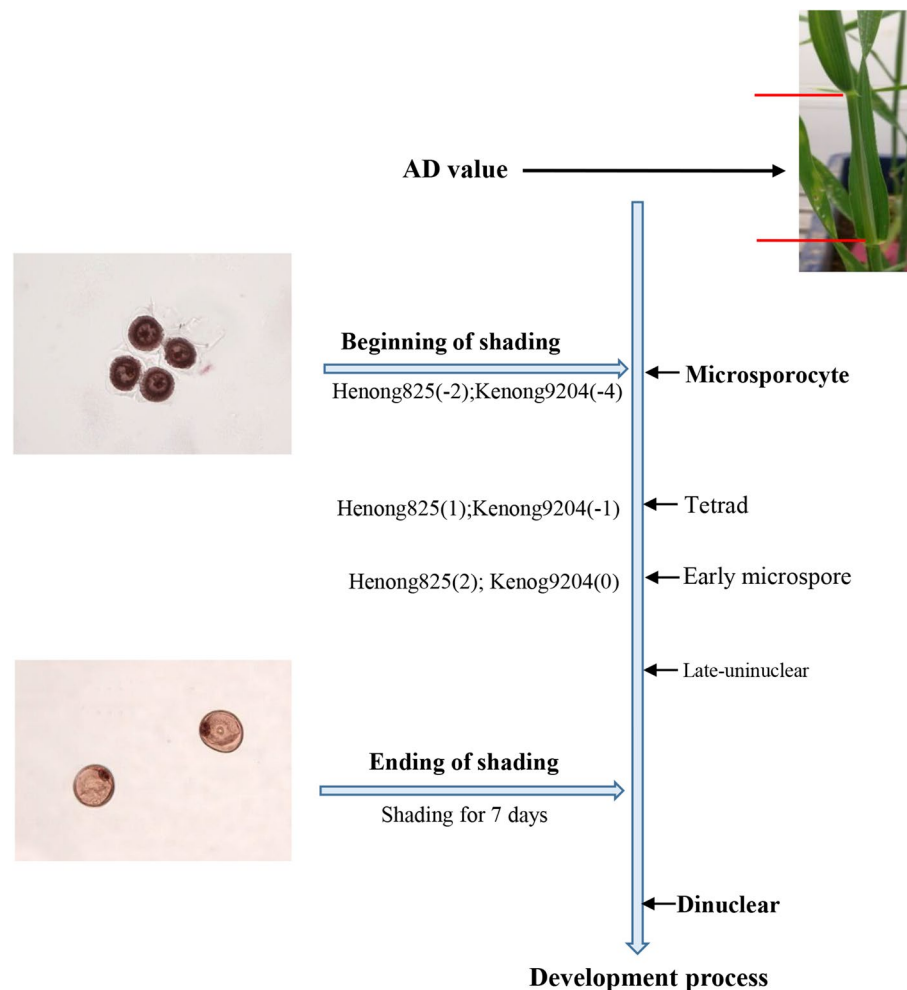 AD value
Beginning of shading
Henong825(-2);Kenong9204(-4)
Microsporocyte
Henong825(1);Kenong9204(-1)
Tetrad
Henong825(2); Kenog9204(0)
Early microspore
Late-uninuclear
Ending of shading
Shading for 7 days
Dinuclear
Development process